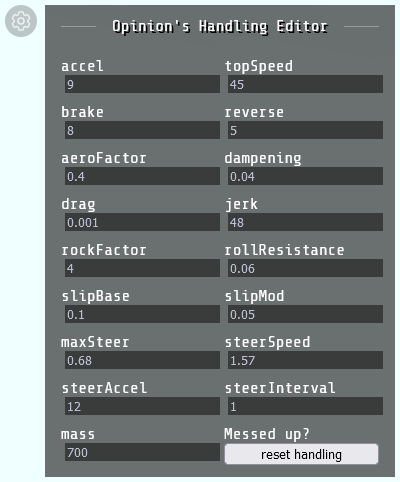 Opinion's Handling Editor
accel topSpeed
9 45
brake reverse
8 5
aeroFactor dampening
0.4 0.04
drag jerk
0.001 48
rockFactor rollResistance
4 0.06
slipBase slipMod
0.1 0.05
maxSteer steerSpeed
0.68 1.57
steerAccel steerInterval
12 1
mass Messed up?
700 reset handling